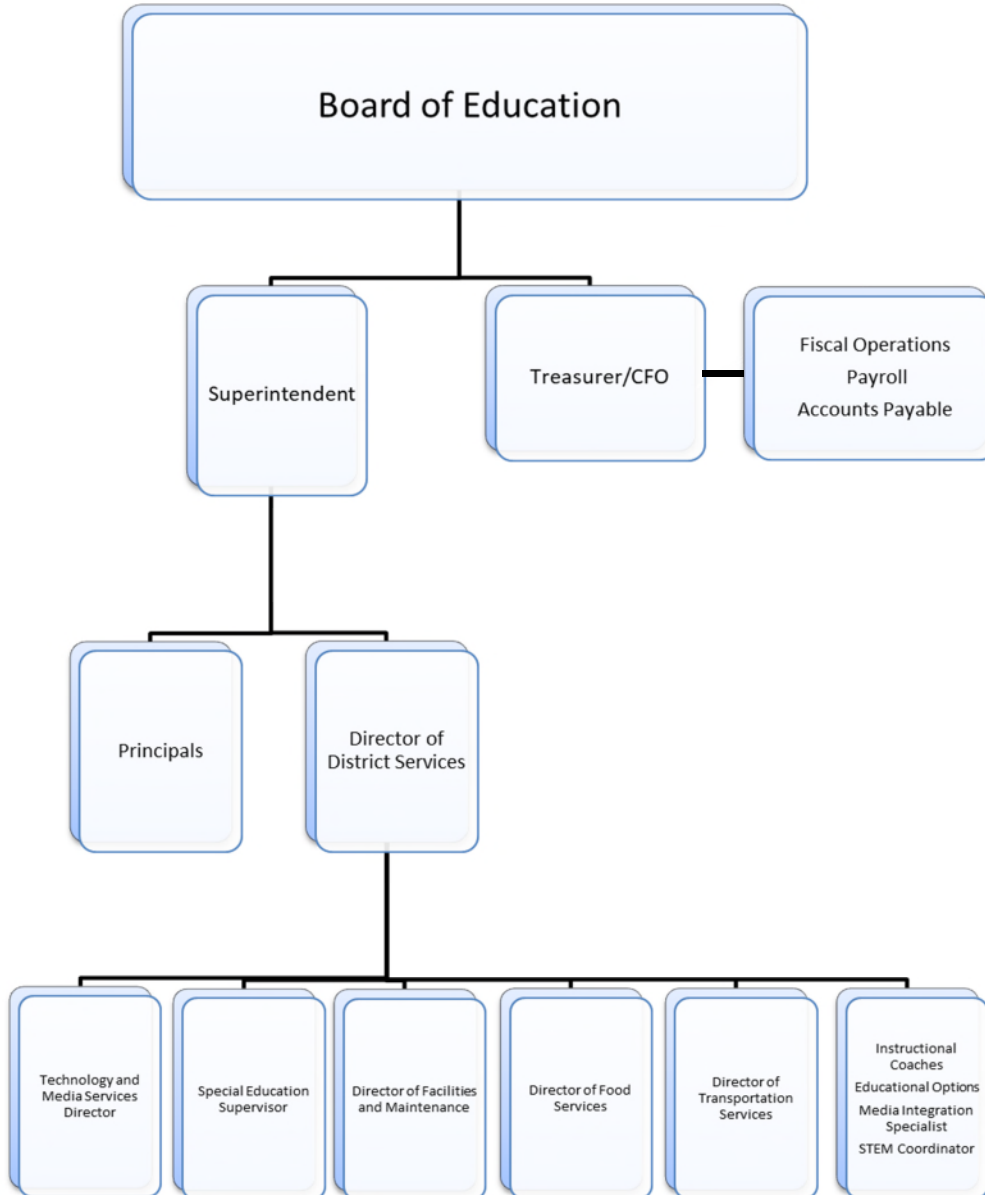 Board of Education
Superintendent
Treasurer/CFO
Fiscal Operations
Payroll
Accounts Payable
Principals
Director of
District Services
Technology and
Media Services
Director
Special Education
Supervisor
Director of Facilities
and Maintenance
Director of Food
Services
Director of
Transportation
Services
Instructional
Coaches
Educational Options
Media Integration
Specialist
STEM Coordinator